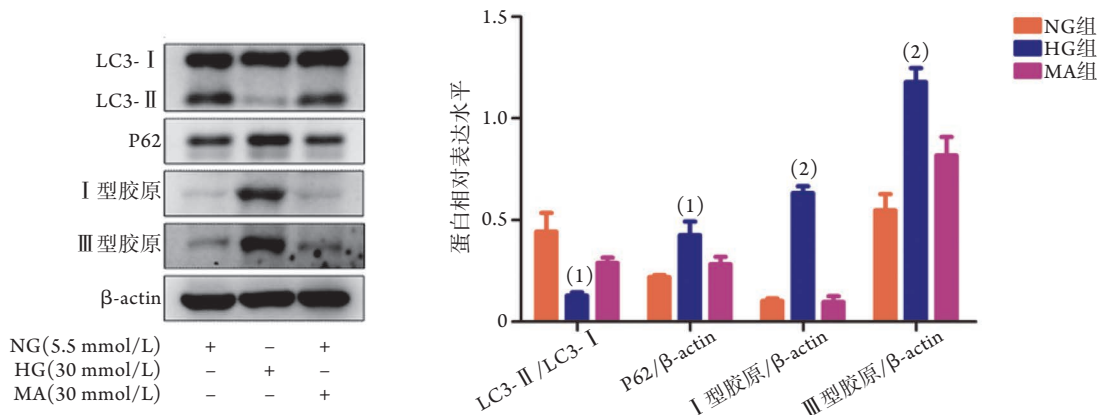 LC3-Ⅰ
LC3-Ⅱ
P62
Ⅰ型胶原
Ⅲ型胶原
β-actin
NG(5.5 mmol/L) + − +
HG(30 mmol/L) − + −
MA(30 mmol/L) − − +
蛋白相对表达水平
1.5
1.0
0.5
0
(1)
(1)
(2)
(2)
LC3-Ⅱ/LC3-Ⅰ
P62/β-actin
Ⅰ型胶原/β-actin
Ⅲ型胶原/β-actin
NG组
HG组
MA组